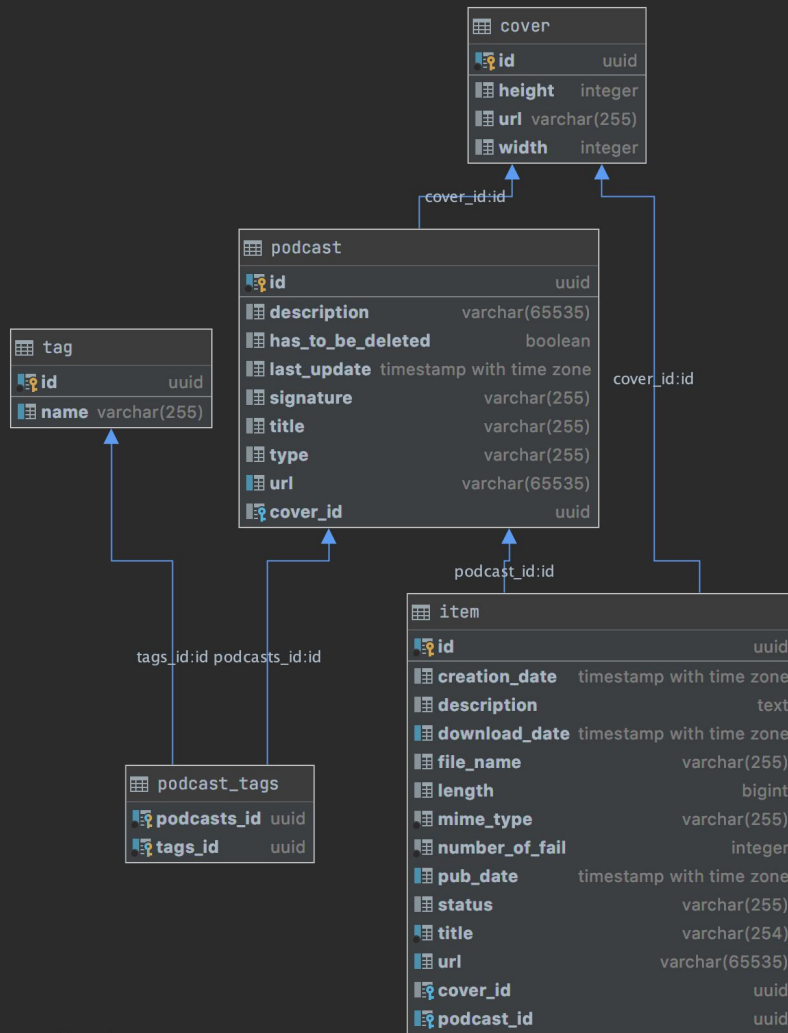 cover
id uuid
height integer
url varchar(255)
width integer
cover_id:id
podcast
id uuid
description varchar(65535)
has_to_be_deleted boolean
last_update timestamp with time zone
signature varchar(255)
title varchar(255)
type varchar(255)
url varchar(65535)
cover_id uuid
tag
id uuid
name varchar(255)
cover_id:id
podcast_id:id
tags_id:id podcasts_id:id
podcast_tags
podcasts_id uuid
tags_id uuid
item
id uuid
creation_date timestamp with time zone
description text
download_date timestamp with time zone
file_name varchar(255)
length bigint
mime_type varchar(255)
number_of_fail integer
pub_date timestamp with time zone
status varchar(255)
title varchar(254)
url varchar(65535)
cover_id uuid
podcast_id uuid